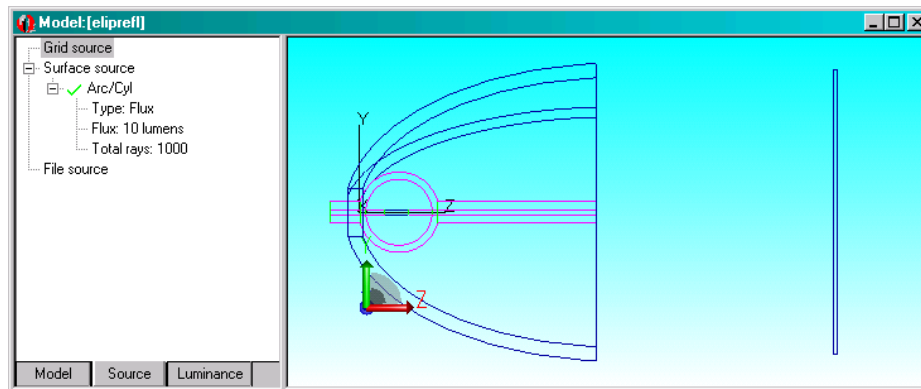 Model:[eliprefl]
Grid source
Surface source
Arc/Cyl
Type: Flux
Flux: 10 lumens
Total rays: 1000
File source
Y
Z
Z
Model Source Luminance